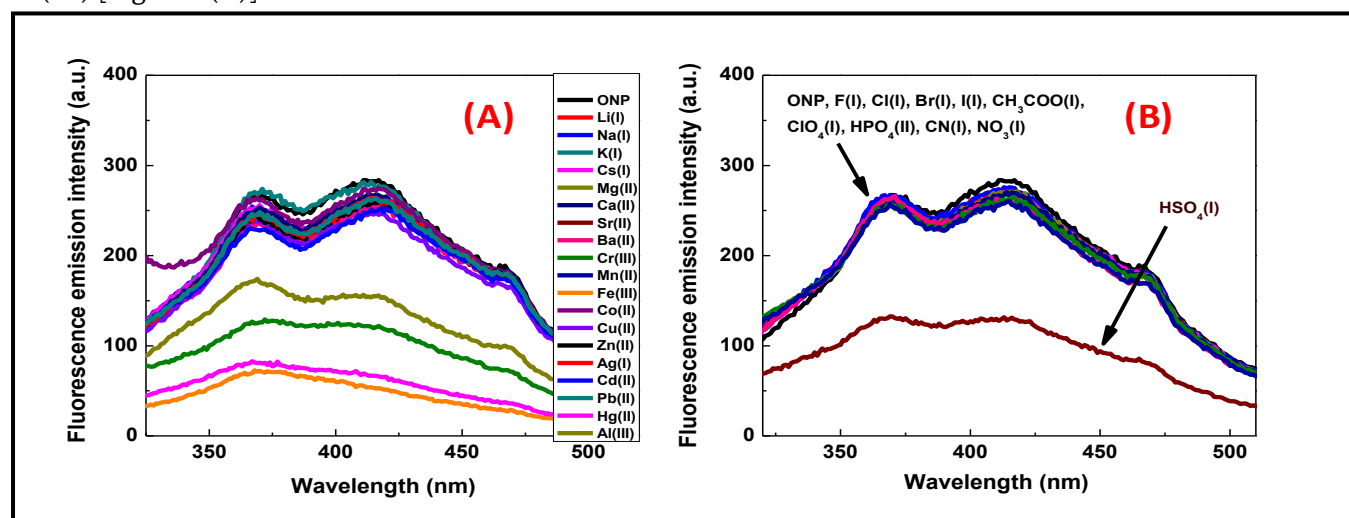 Fluorescence emission intensity (a.u.)
400
300
200
100
0
350
400
450
500
Wavelength (nm)
(A)
ONP
Li(I)
Na(I)
K(I)
Cs(I)
Mg(II)
Ca(II)
Sr(II)
Ba(II)
Cr(III)
Mn(II)
Fe(III)
Co(II)
Cu(II)
Zn(II)
Ag(I)
Cd(II)
Pb(II)
Hg(II)
Al(III)
Fluorescence emission intensity (a.u.)
400
300
200
100
0
350
400
450
500
Wavelength (nm)
ONP, F(I), Cl(I), Br(I), I(I), CH₃COO(I),
ClO₄(I), HPO₄(II), CN(I), NO₃(I)
(B)
HSO₄(I)